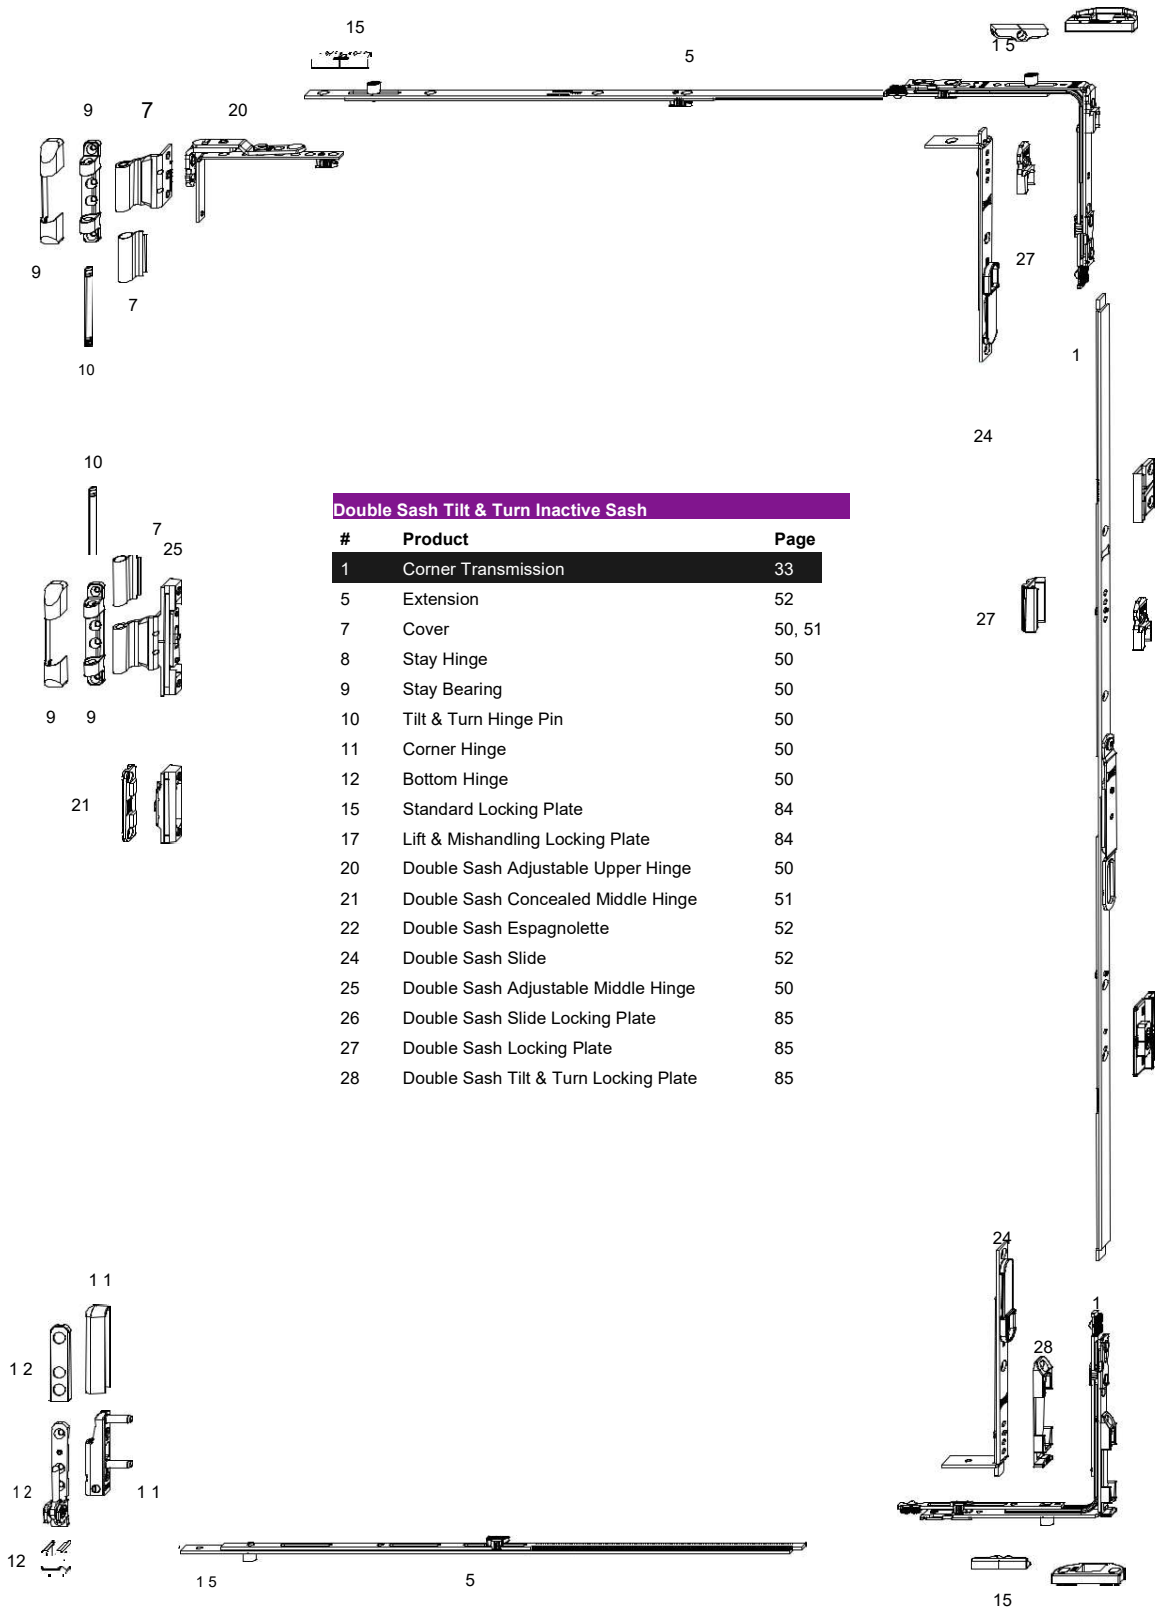 15
5
1 5
9 7 20
9
7
27
10
1
24
10
7
25
Double Sash Tilt & Turn Inactive Sash
# Product Page
1 Corner Transmission 33
5 Extension 52
7 Cover 50, 51
8 Stay Hinge 50
9 Stay Bearing 50
10 Tilt & Turn Hinge Pin 50
11 Corner Hinge 50
12 Bottom Hinge 50
15 Standard Locking Plate 84
17 Lift & Mishandling Locking Plate 84
20 Double Sash Adjustable Upper Hinge 50
21 Double Sash Concealed Middle Hinge 51
22 Double Sash Espagnolette 52
24 Double Sash Slide 52
25 Double Sash Adjustable Middle Hinge 50
26 Double Sash Slide Locking Plate 85
27 Double Sash Locking Plate 85
28 Double Sash Tilt & Turn Locking Plate 85
27
9 9
21
24
1 1
1
28
1 2
1 2
1 1
12
1 5
5
15